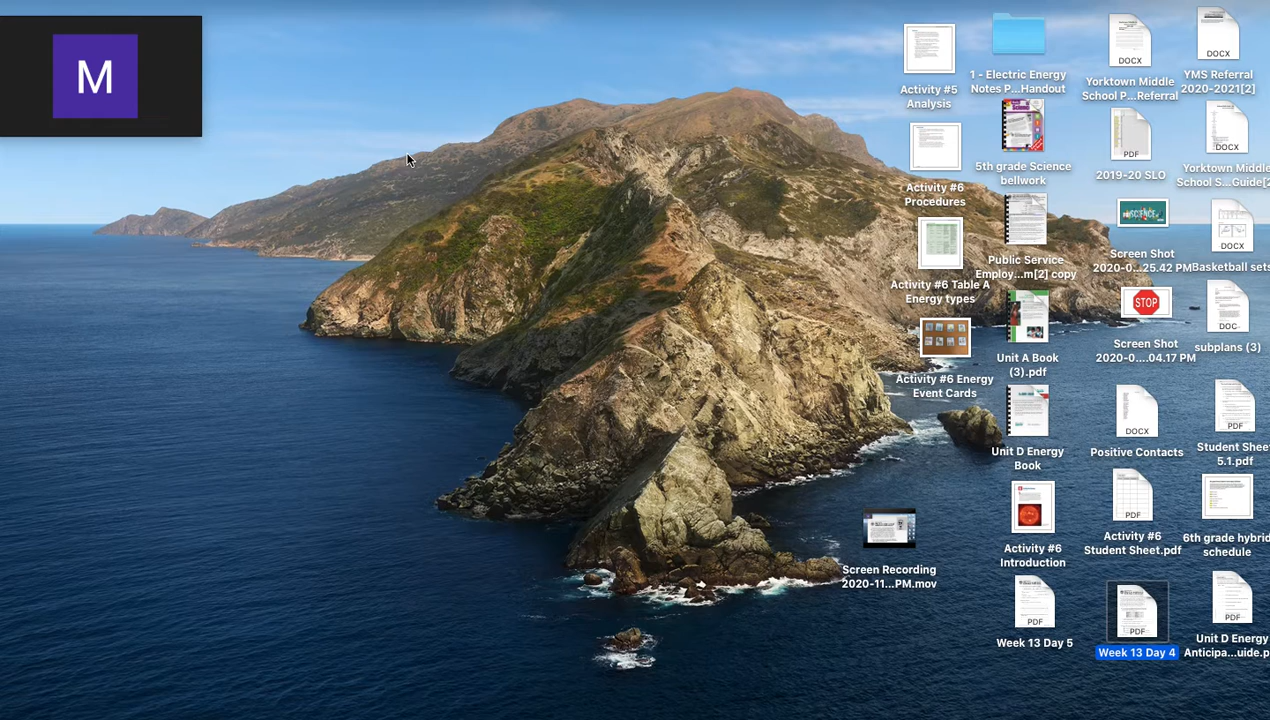 M
Activity #5
Analysis
1 - Electric Energy
Notes P...Handout
DOCX
Yorktown Middle
School P...Referral
DOCX
YMS Referral
2020-2021[2]
Activity #6
Procedures
5th grade Science
bellwork
PDF
2019-20 SLO
DOCX
Yorktown Middle
School S...Guide[2
Activity #6 Table A
Energy types
Public Service
Employ...m[2] copy
SCIENCE
Screen Shot
2020-0...25.42 PM
DOCX
Basketball sets
Activity #6 Energy
Event Cards
Unit A Book
(3).pdf
STOP
Screen Shot
2020-0....04.17 PM
DOC
subplans (3)
Unit D Energy
Book
DOCX
Positive Contacts
PDF
Student Shee
5.1.pdf
Screen Recording
2020-11...PM.mov
Activity #6
Introduction
PDF
Activity #6
Student Sheet.pdf
6th grade hybrid
schedule
PDF
Week 13 Day 5
PDF
Week 13 Day 4
PDF
Unit D Energy
Anticipa...uide.p